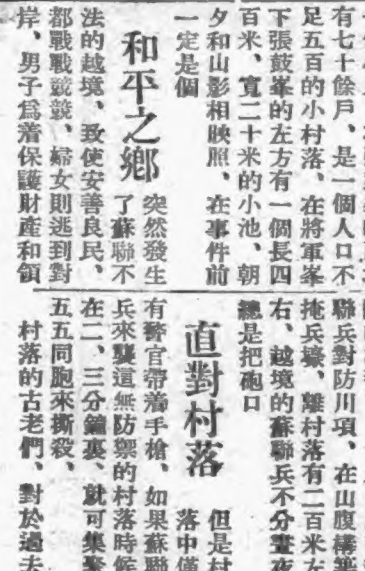 有七十餘戶、是一個人口不
足五百的小村落、在將軍峯
下張鼓峯的左方有一個長四
百米、寬二十米的小池、朝
夕和山影相映照、在事件前
一定是個
和平之鄉
突然發生
了蘇聯不
法的越境、致使安善良民、
都戰戰兢兢、婦女則逃到對
岸、男子爲着保護財產和領
聯兵對防川項、在山腹構築
掩兵壕、離村落有二百米左
右、越境的蘇聯兵不分晝夜
總是把砲口
直對村落
但是村
落中僅
有警官帶着手槍、如果蘇聯
兵來襲這無防禦的村落時候
在二、三分鐘裏、就可集聚
五五同胞來撕殺、
村落的古老們、對於過去